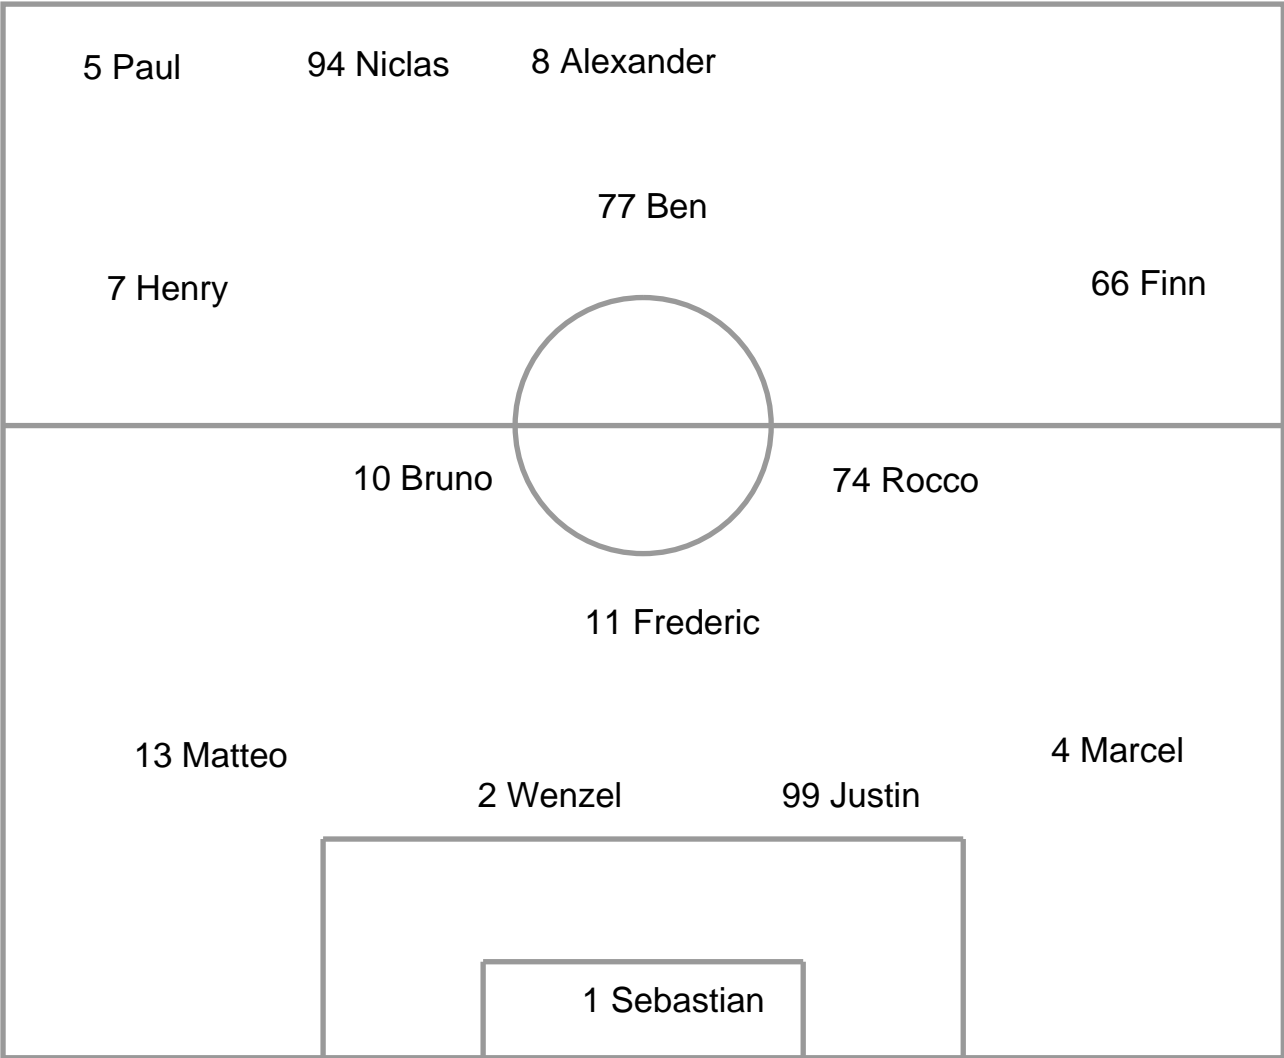 5 Paul
94 Niclas
8 Alexander
77 Ben
7 Henry
66 Finn
10 Bruno
74 Rocco
11 Frederic
13 Matteo
4 Marcel
2 Wenzel
99 Justin
1 Sebastian